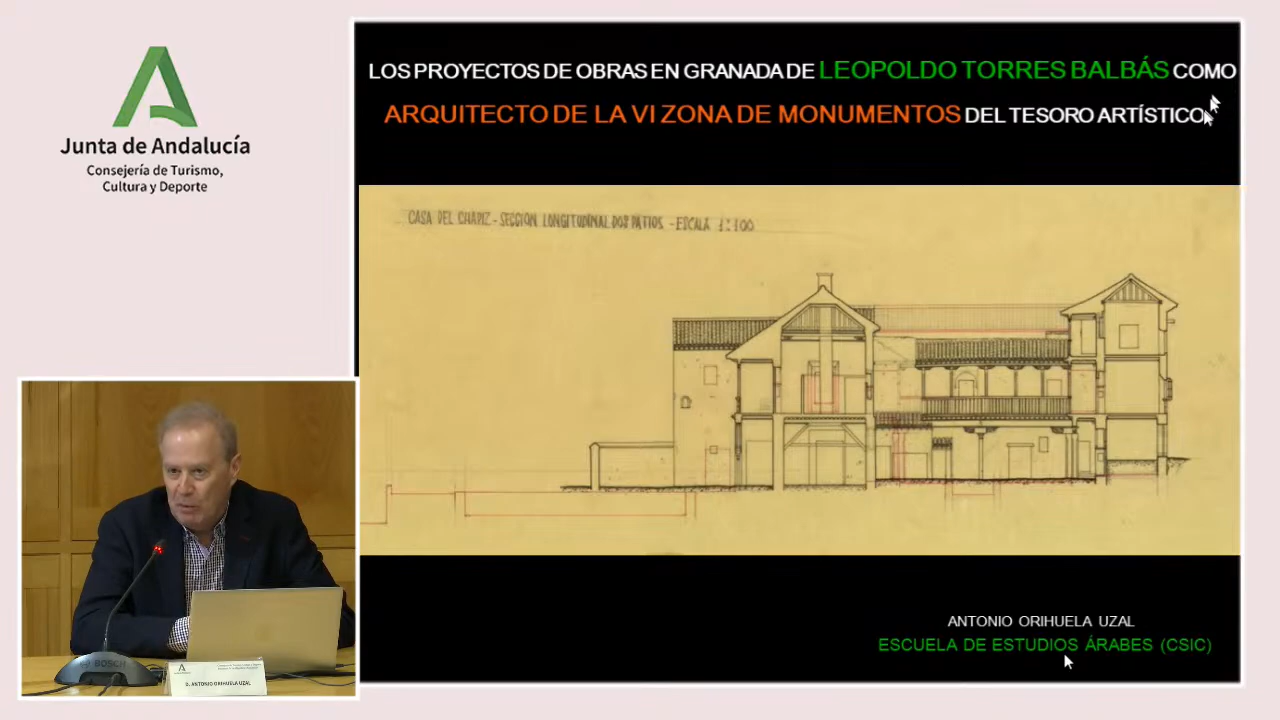 Junta de Andalucía
Consejería de Turismo,
Cultura y Deporte
LOS PROYECTOS DE OBRAS EN GRANADA DE LEOPOLDO TORRES BALBÁS COMO
ARQUITECTO DE LA VI ZONA DE MONUMENTOS DEL TESORO ARTÍSTICO
CASA DEL CHAPIZ - SECCION LONGITUDINAL DOS PATIOS - ESCALA 1:100
BOSCH
D. ANTONIO ORIHUELA UZAL
ANTONIO ORIHUELA UZAL
ESCUELA DE ESTUDIOS ÁRABES (CSIC)